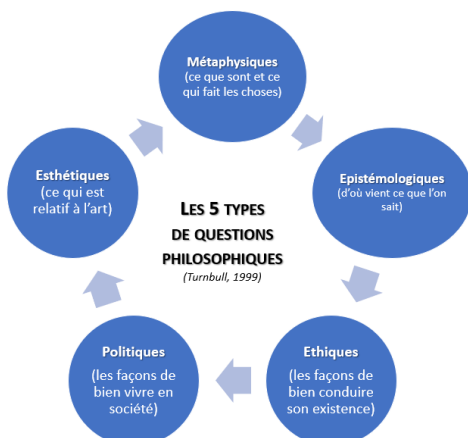 Métaphysiques
(ce que sont et ce
qui fait les choses)
Epistémologiques
(d'où vient ce que l'on
sait)
Ethiques
(les façons de
bien conduire
son existence)
Politiques
(les façons de
bien vivre en
société)
Esthétiques
(ce qui est
relatif à l'art)
LES 5 TYPES
DE QUESTIONS
PHILOSOPHIQUES
(Turnbull, 1999)